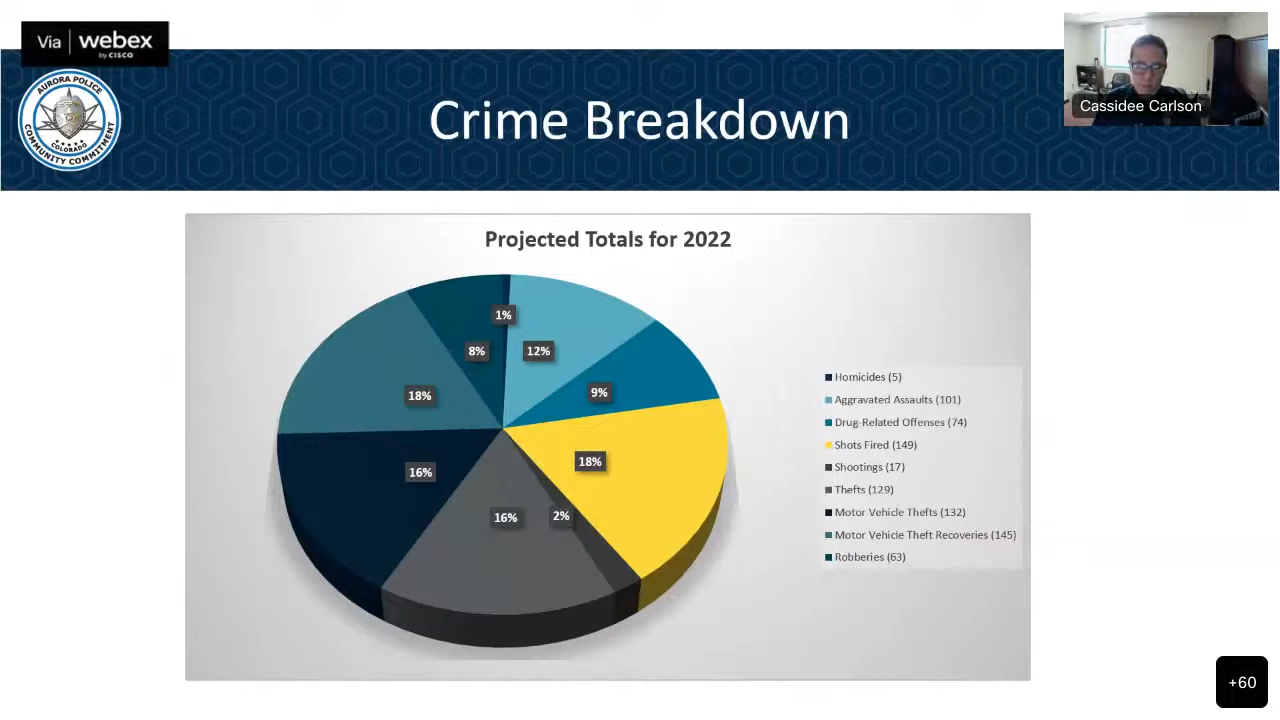 Via webex
by CISCO
AURORA POLICE
COLORADO
COMMUNITY COMMITMENT
Crime Breakdown
Cassidee Carlson
Projected Totals for 2022
1%
8%
12%
9%
18%
18%
16%
16%
2%
Homicides (5)
Aggravated Assaults (101)
Drug-Related Offenses (74)
Shots Fired (149)
Shootings (17)
Thefts (129)
Motor Vehicle Thefts (132)
Motor Vehicle Theft Recoveries (145)
Robberies (63)
+60